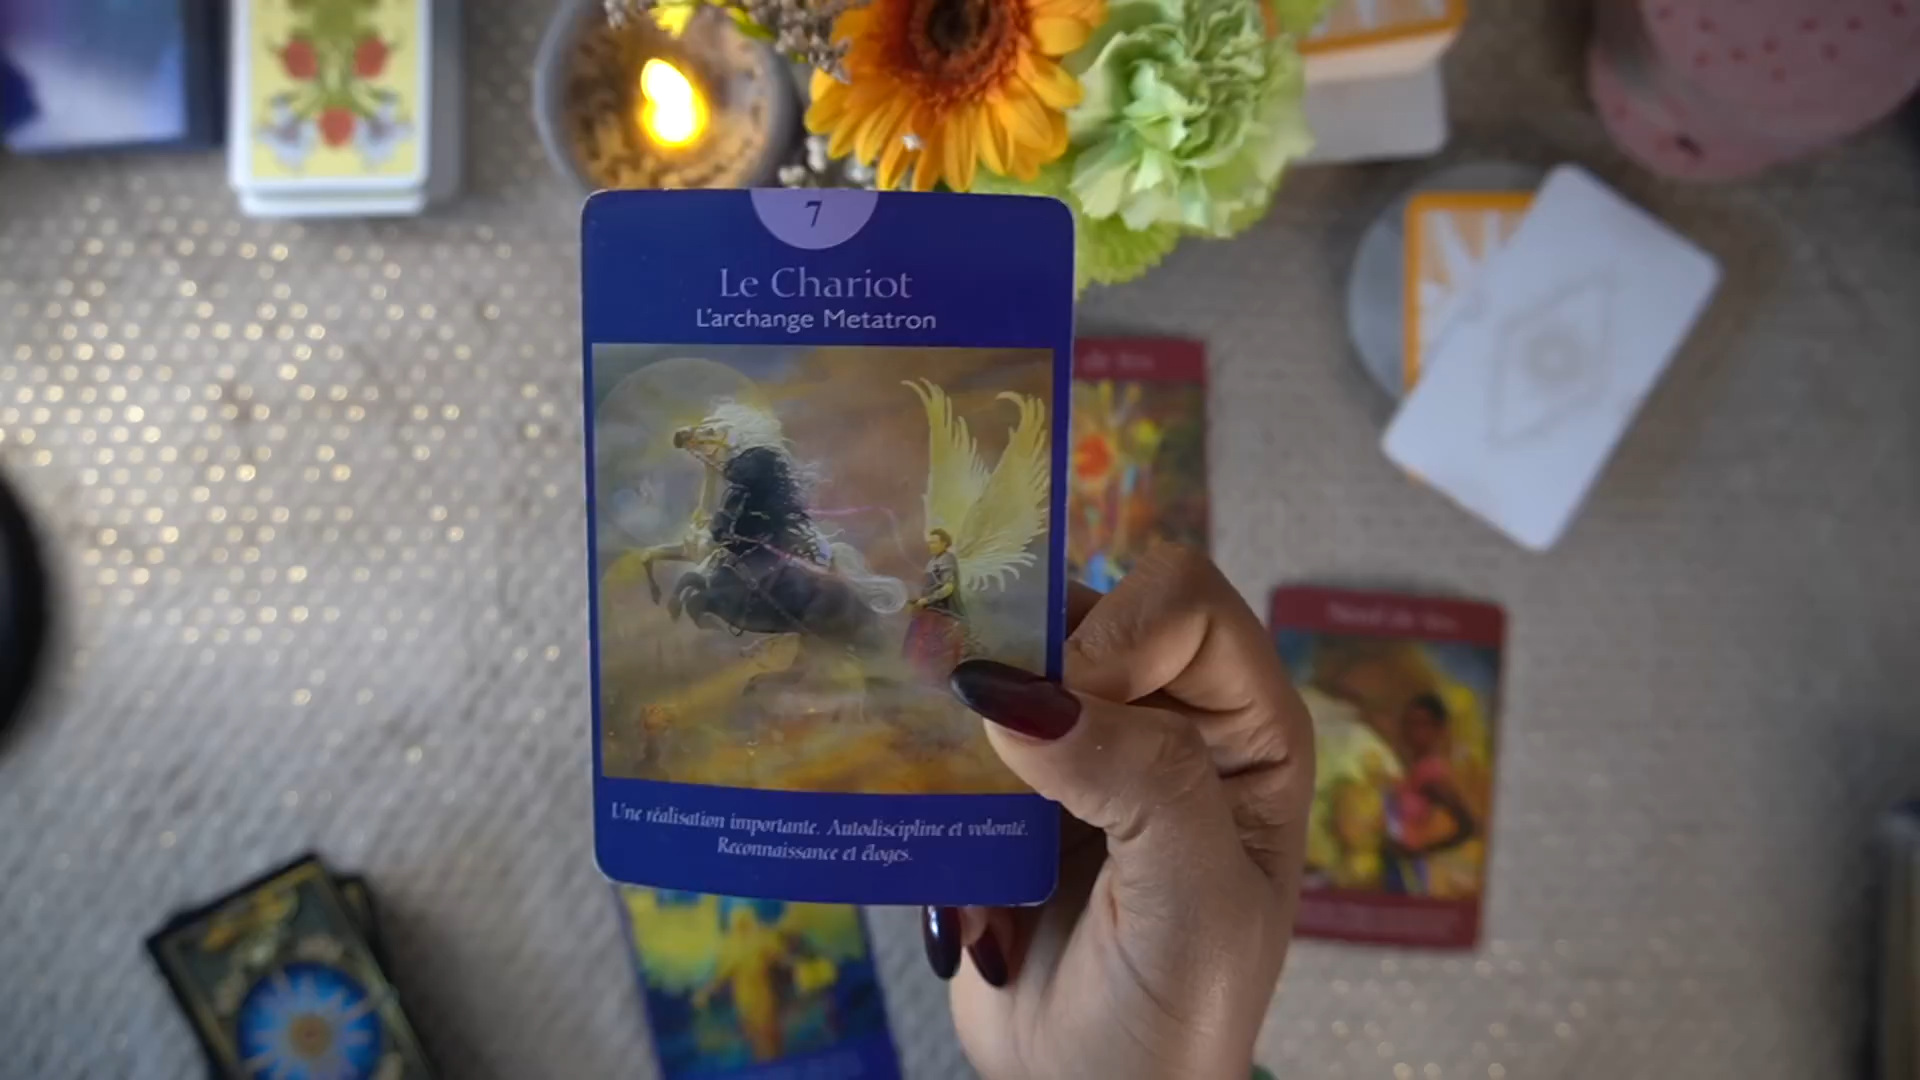 7
Le Chariot
L'archange Metatron
Une réalisation importante. Autodiscipline et volonté.
Reconnaissance et éloges.